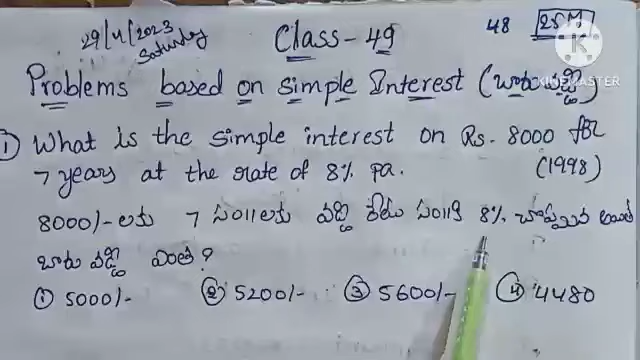 29/4/2023 Class-49 48 25M
Saturday
KINEMASTER
Problems based on Simple Interest (బారు వడ్డీ)
① What is the simple interest on Rs. 8000 for
7 years at the rate of 8% pa. (1998)
8000/-లకు 7 సం॥లకు వడ్డీ రేటు సం॥కి 8% చొప్పున అయితే
బారు వడ్డీ ఎంత?
① 5000/- ② 5200/- ③ 5600/- ④ 4480